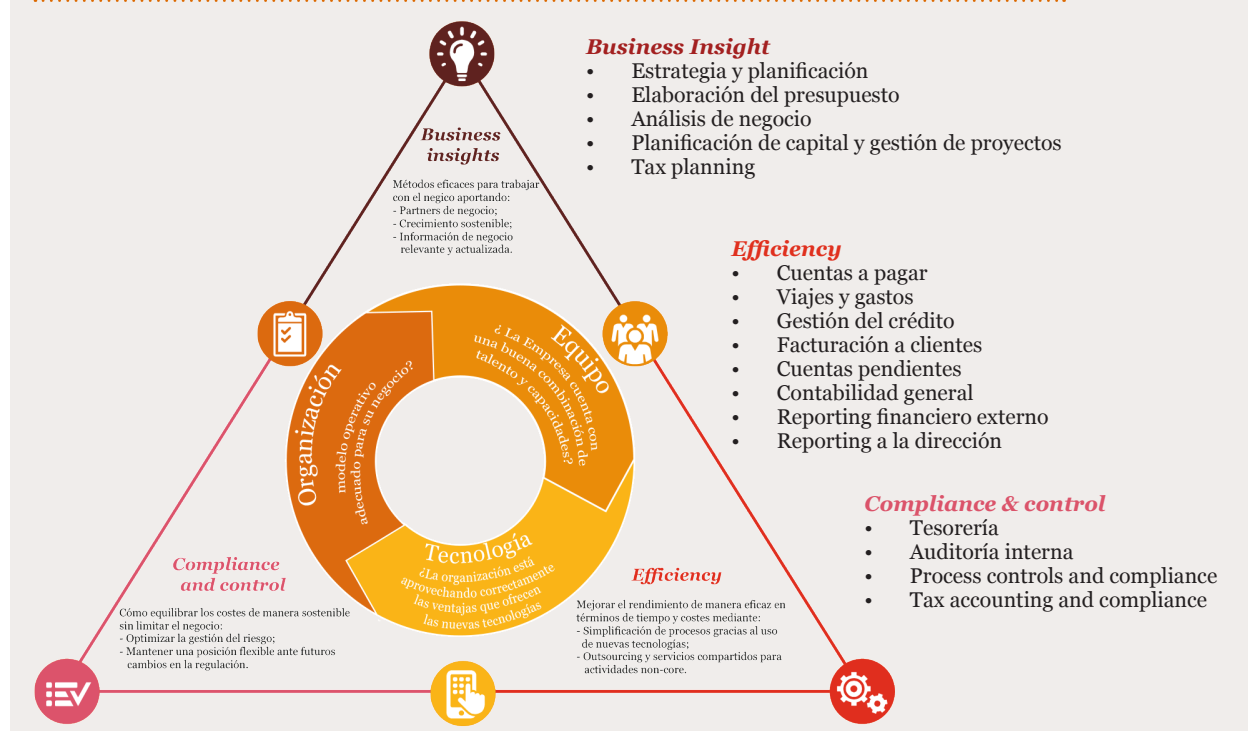 Business Insight
• Estrategia y planificación
• Elaboración del presupuesto
• Análisis de negocio
• Planificación de capital y gestión de proyectos
• Tax planning
Business
insights
Métodos eficaces para trabajar
con el negico aportando:
- Partners de negocio;
- Crecimiento sostenible;
- Información de negocio
relevante y actualizada.
Efficiency
• Cuentas a pagar
• Viajes y gastos
• Gestión del crédito
• Facturación a clientes
• Cuentas pendientes
• Contabilidad general
• Reporting financiero externo
• Reporting a la dirección
Equipo
¿ La Empresa cuenta con
una buena combinación de
talento y capacidades?
Organización
modelo operativo
adecuado para su negocio?
Tecnología
¿La organización está
aprovechando correctamente
las ventajas que ofrecen
las nuevas tecnologías
Compliance & control
• Tesorería
• Auditoría interna
• Process controls and compliance
• Tax accounting and compliance
Compliance
and control
Cómo equilibrar los costes de manera sostenible
sin limitar el negocio:
- Optimizar la gestión del riesgo;
- Mantener una posición flexible ante futuros
cambios en la regulación.
Efficiency
Mejorar el rendimiento de manera eficaz en
términos de tiempo y costes mediante:
- Simplificación de procesos gracias al uso
de nuevas tecnologías;
- Outsourcing y servicios compartidos para
actividades non-core.